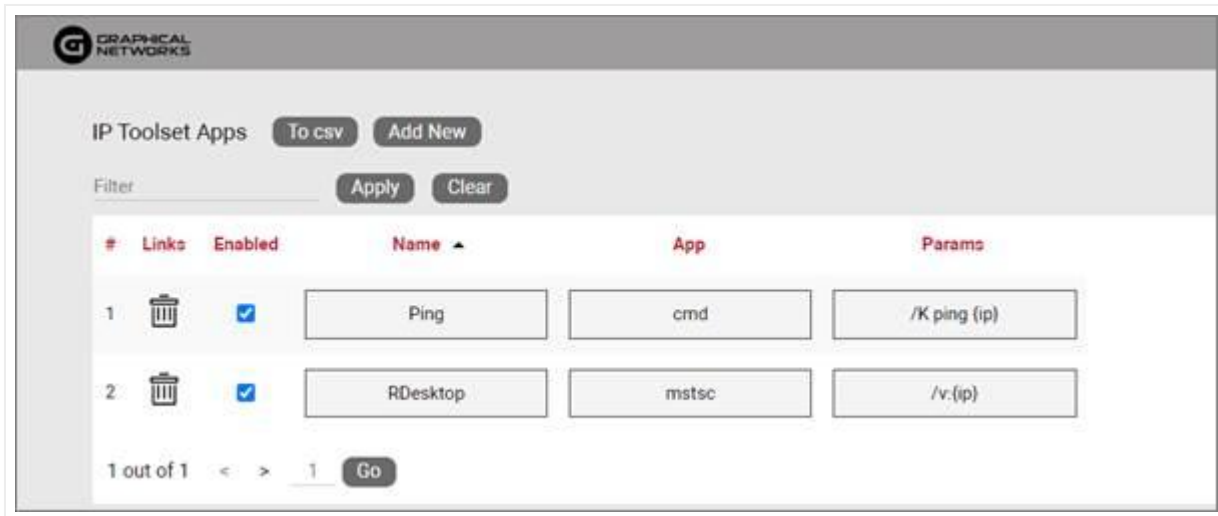 G GRAPHICAL
NETWORKS
IP Toolset Apps To csv Add New
Filter Apply Clear
# Links Enabled Name App Params
1 Ping cmd /K ping {ip}
2 RDesktop mstsc /v:{ip}
1 out of 1 < > 1 Go